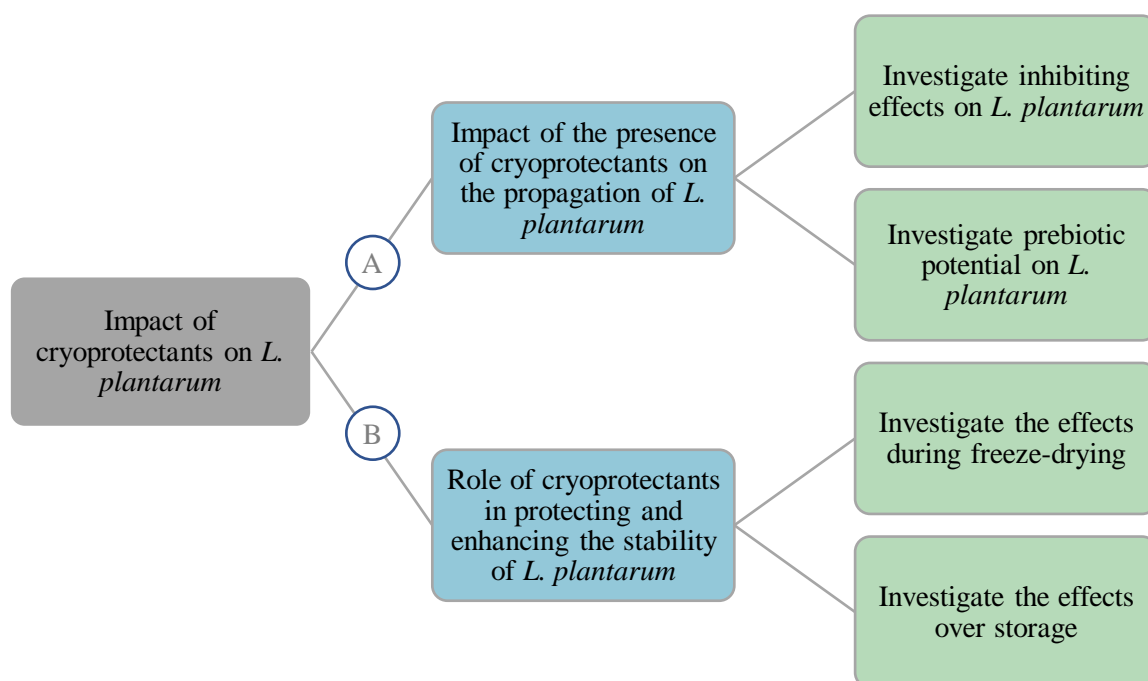 Impact of
cryoprotectants on L.
plantarum
A
Impact of the presence
of cryoprotectants on
the propagation of L.
plantarum
Investigate inhibiting
effects on L. plantarum
Investigate prebiotic
potential on L.
plantarum
B
Role of cryoprotectants
in protecting and
enhancing the stability
of L. plantarum
Investigate the effects
during freeze-drying
Investigate the effects
over storage